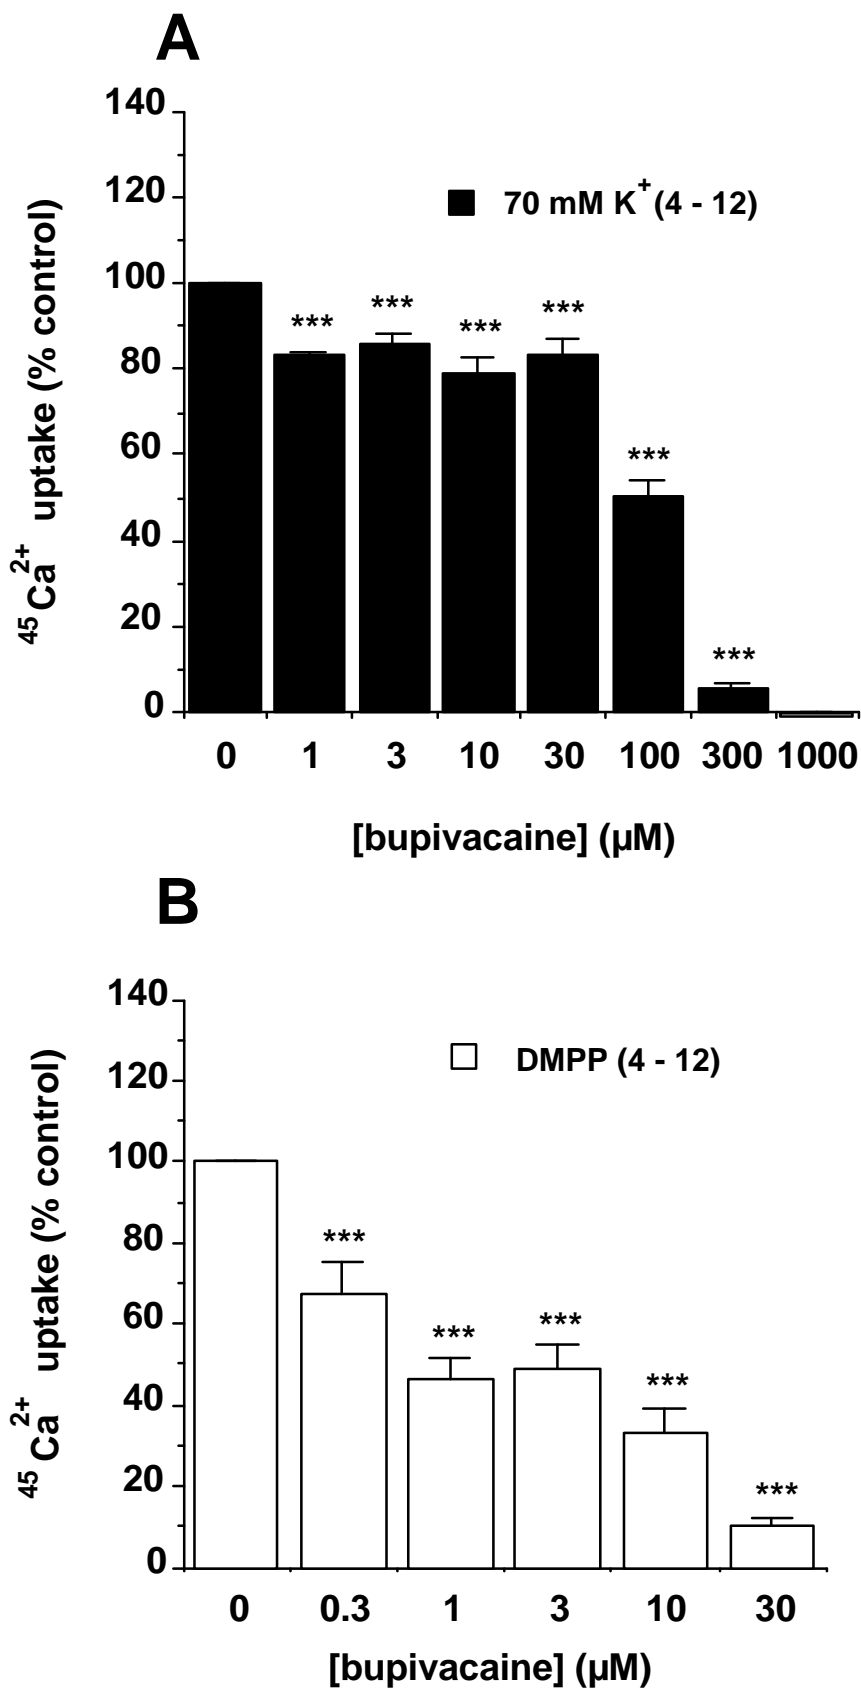 A
140
120
100
80
60
40
20
0
45Ca2+ uptake (% control)
70 mM K+(4 - 12)
***
***
***
***
***
***
0 1 3 10 30 100 300 1000
[bupivacaine] (µM)
B
140
120
100
80
60
40
20
0
45Ca2+ uptake (% control)
DMPP (4 - 12)
***
***
***
***
***
0 0.3 1 3 10 30
[bupivacaine] (µM)